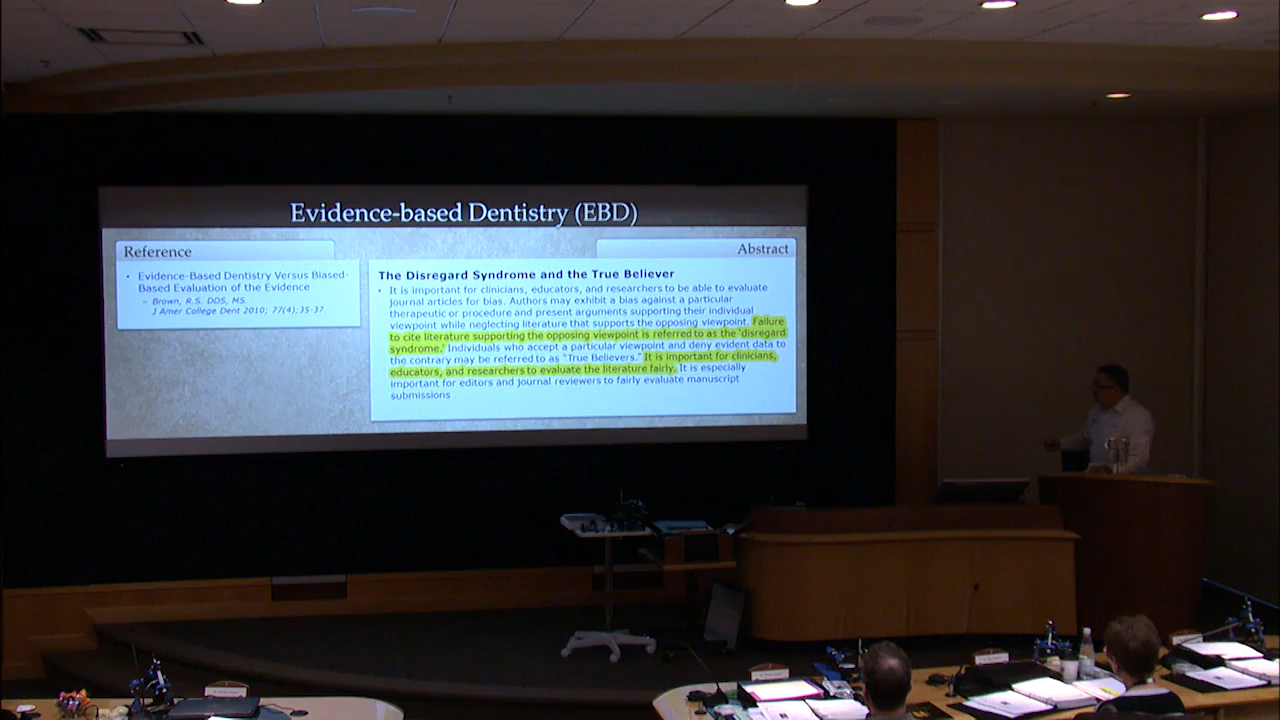 Evidence-based Dentistry (EBD)
Reference
• Evidence-Based Dentistry Versus Biased-
Based Evaluation of the Evidence
– Brown, R.S. DDS, MS.
J Amer College Dent 2010; 77(4);35-37.
Abstract
The Disregard Syndrome and the True Believer
• It is important for clinicians, educators, and researchers to be able to evaluate
journal articles for bias. Authors may exhibit a bias against a particular
therapeutic or procedure and present arguments supporting their individual
viewpoint while neglecting literature that supports the opposing viewpoint. Failure
to cite literature supporting the opposing viewpoint is referred to as the 'disregard
syndrome.' Individuals who accept a particular viewpoint and deny evident data to
the contrary may be referred to as "True Believers." It is important for clinicians,
educators, and researchers to evaluate the literature fairly. It is especially
important for editors and journal reviewers to fairly evaluate manuscript
submissions